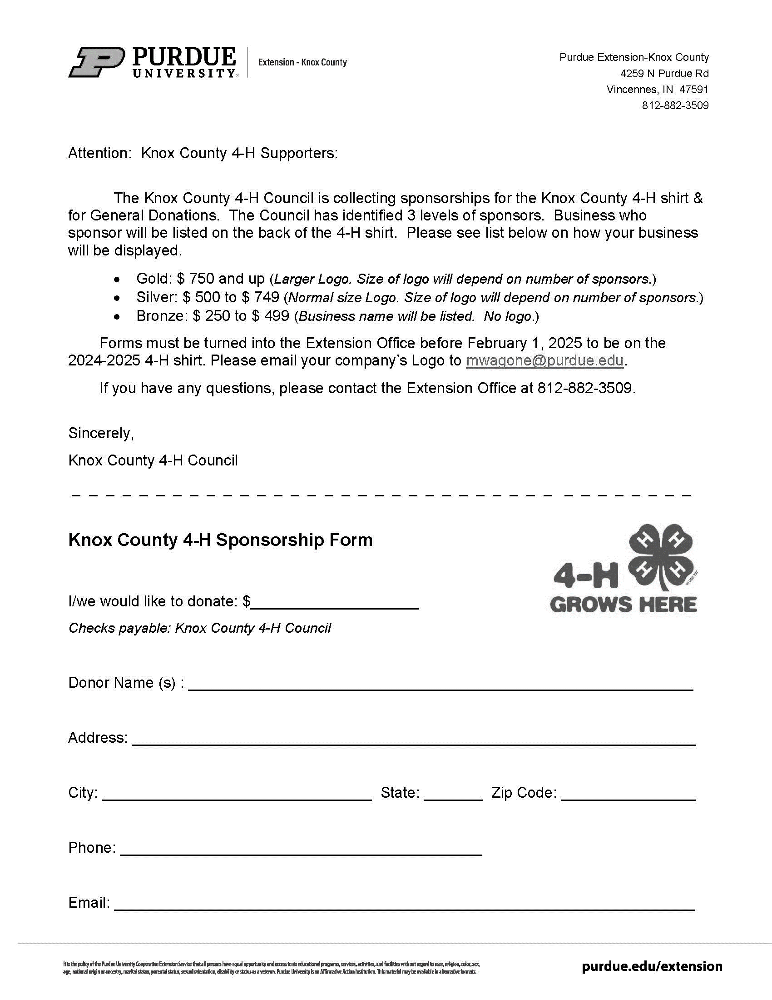 PURDUE
UNIVERSITY®
Extension - Knox County
Purdue Extension-Knox County
4259 N Purdue Rd
Vincennes, IN  47591
812-882-3509
Attention:  Knox County 4-H Supporters:
The Knox County 4-H Council is collecting sponsorships for the Knox County 4-H shirt &
for General Donations.  The Council has identified 3 levels of sponsors.  Business who
sponsor will be listed on the back of the 4-H shirt.  Please see list below on how your business
will be displayed.
• Gold: $ 750 and up (Larger Logo. Size of logo will depend on number of sponsors.)
• Silver: $ 500 to $ 749 (Normal size Logo. Size of logo will depend on number of sponsors.)
• Bronze: $ 250 to $ 499 (Business name will be listed.  No logo.)
Forms must be turned into the Extension Office before February 1, 2025 to be on the
2024-2025 4-H shirt. Please email your company’s Logo to mwagone@purdue.edu.
If you have any questions, please contact the Extension Office at 812-882-3509.
Sincerely,
Knox County 4-H Council
Knox County 4-H Sponsorship Form
H H
H H
18 USC 707
4-H
GROWS HERE
I/we would like to donate: $____________________
Checks payable: Knox County 4-H Council
Donor Name (s) : ____________________
Address: ____________________
City: ____________________ State: _______ Zip Code: ________________
Phone: ____________________
Email: ____________________
It is the policy of the Purdue University Cooperative Extension Service that all persons have equal opportunity and access to its educational programs, services, activities, and facilities without regard to race, religion, color, sex,
age, national origin or ancestry, marital status, parental status, sexual orientation, disability or status as a veteran. Purdue University is an Affirmative Action Institution. This material may be available in alternative formats.
purdue.edu/extension